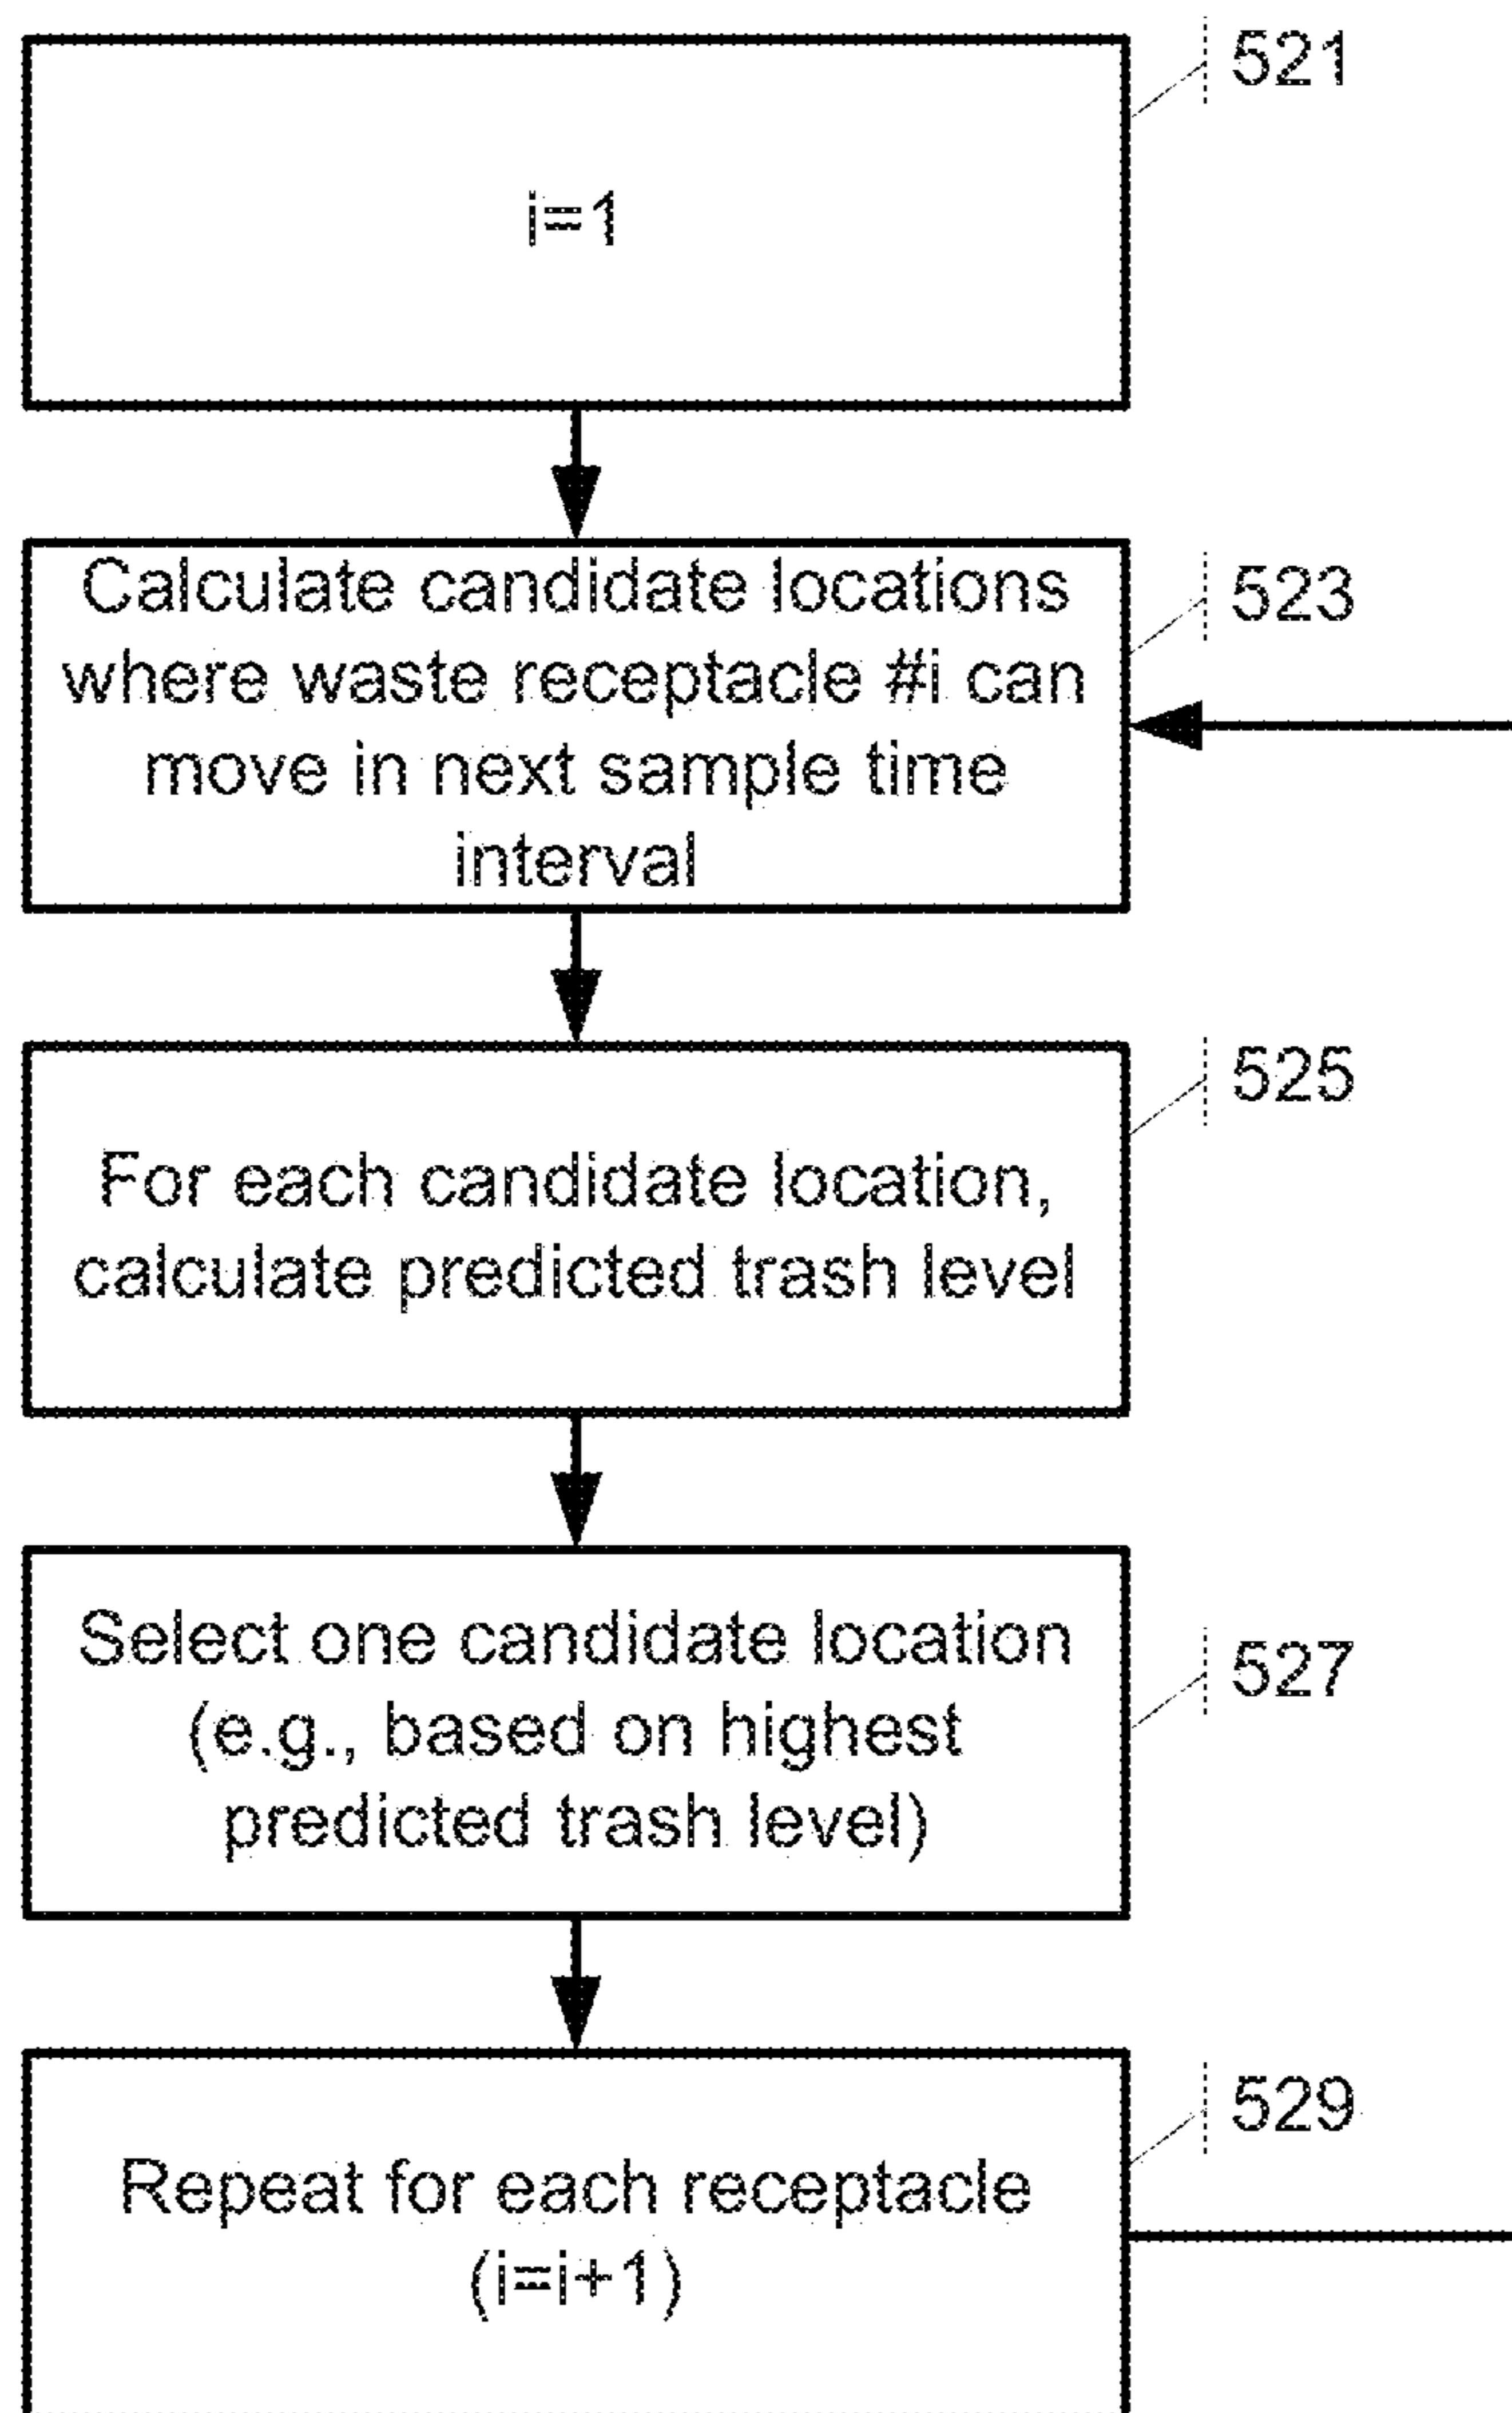 521
i=1
523
Calculate candidate locations
where waste receptacle #i can
move in next sample time
interval
525
For each candidate location,
calculate predicted trash level
527
Select one candidate location
(e.g., based on highest
predicted trash level)
529
Repeat for each receptacle
(i=i+1)